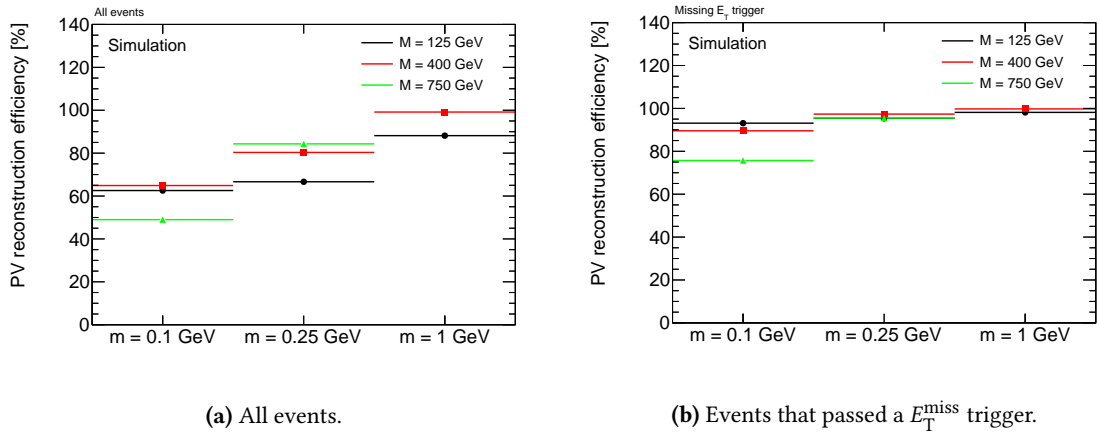 All events
PV reconstruction efficiency [%]
140
120
100
80
60
40
20
0
Simulation
M = 125 GeV
M = 400 GeV
M = 750 GeV
m = 0.1 GeV m = 0.25 GeV m = 1 GeV
(a) All events.
Missing E_T trigger
PV reconstruction efficiency [%]
140
120
100
80
60
40
20
0
Simulation
M = 125 GeV
M = 400 GeV
M = 750 GeV
m = 0.1 GeV m = 0.25 GeV m = 1 GeV
(b) Events that passed a E_T^miss trigger.